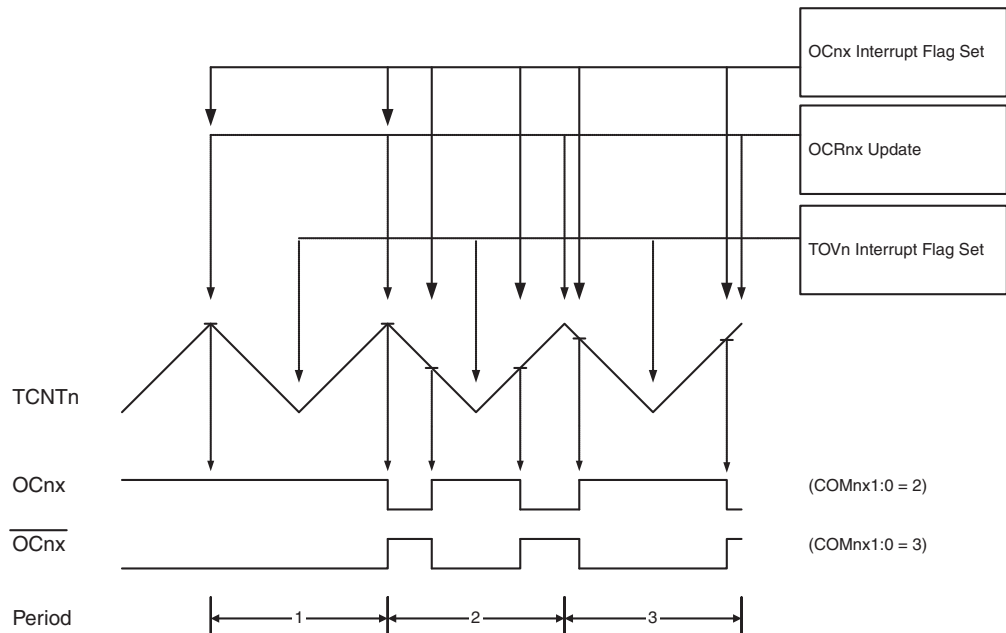 OCnx Interrupt Flag Set
OCRnx Update
TOVn Interrupt Flag Set
TCNTn
OCnx
(COMnx1:0 = 2)
OCnx
(COMnx1:0 = 3)
Period
1
2
3